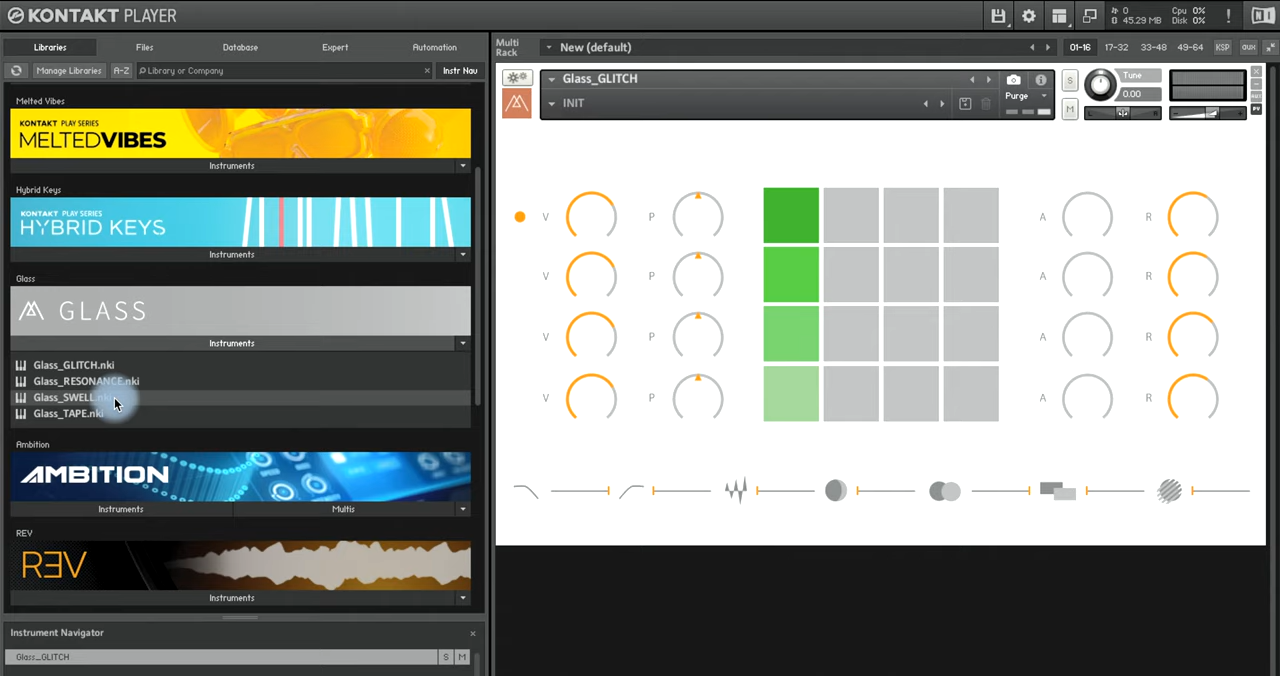 KONTAKT PLAYER
0
45.29 MB
Cpu 0%
Disk 0%
!
Libraries
Files
Database
Expert
Automation
Manage Libraries
A-Z
Library or Company
×
Instr Nav
Melted Vibes
KONTAKT PLAY SERIES
MELTEDVIBES
Instruments
Hybrid Keys
KONTAKT PLAY SERIES
HYBRID KEYS
Instruments
Glass
GLASS
Instruments
Glass_GLITCH.nki
Glass_RESONANCE.nki
Glass_SWELL.nki
Glass_TAPE.nki
Ambition
AMBITION
Instruments
Multis
REV
RƎV
Instruments
Instrument Navigator
×
Glass_GLITCH
S
M
Multi
Rack
New (default)
01-16
17-32
33-48
49-64
KSP
aux
Glass_GLITCH
INIT
Purge
S
M
Tune
0.00
L
R
V
P
A
R
V
P
A
R
V
P
A
R
V
P
A
R